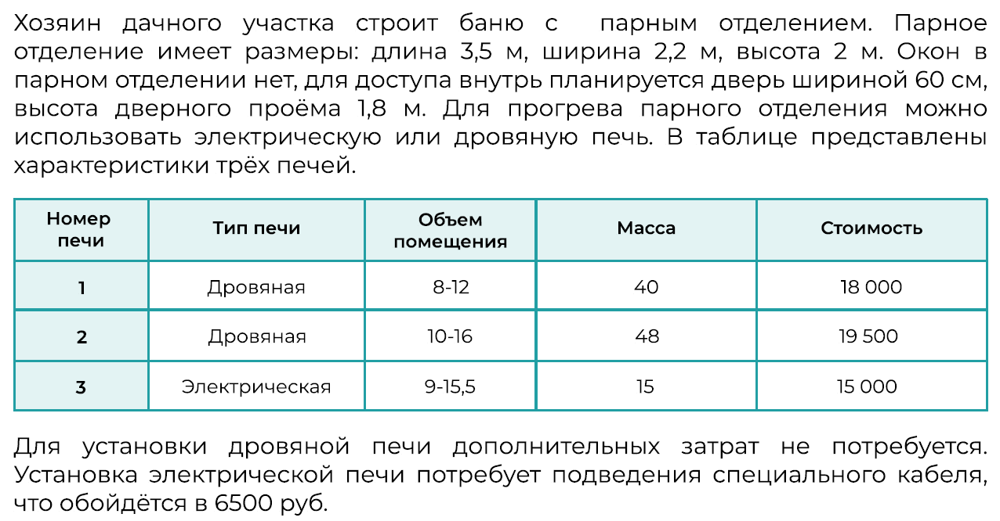 Хозяин дачного участка строит баню с парным отделением. Парное
отделение имеет размеры: длина 3,5 м, ширина 2,2 м, высота 2 м. Окон в
парном отделении нет, для доступа внутрь планируется дверь шириной 60 см,
высота дверного проёма 1,8 м. Для прогрева парного отделения можно
использовать электрическую или дровяную печь. В таблице представлены
характеристики трёх печей.
Номер печи Тип печи Объем помещения Масса Стоимость
1 Дровяная 8-12 40 18 000
2 Дровяная 10-16 48 19 500
3 Электрическая 9-15,5 15 15 000
Для установки дровяной печи дополнительных затрат не потребуется.
Установка электрической печи потребует подведения специального кабеля,
что обойдётся в 6500 руб.